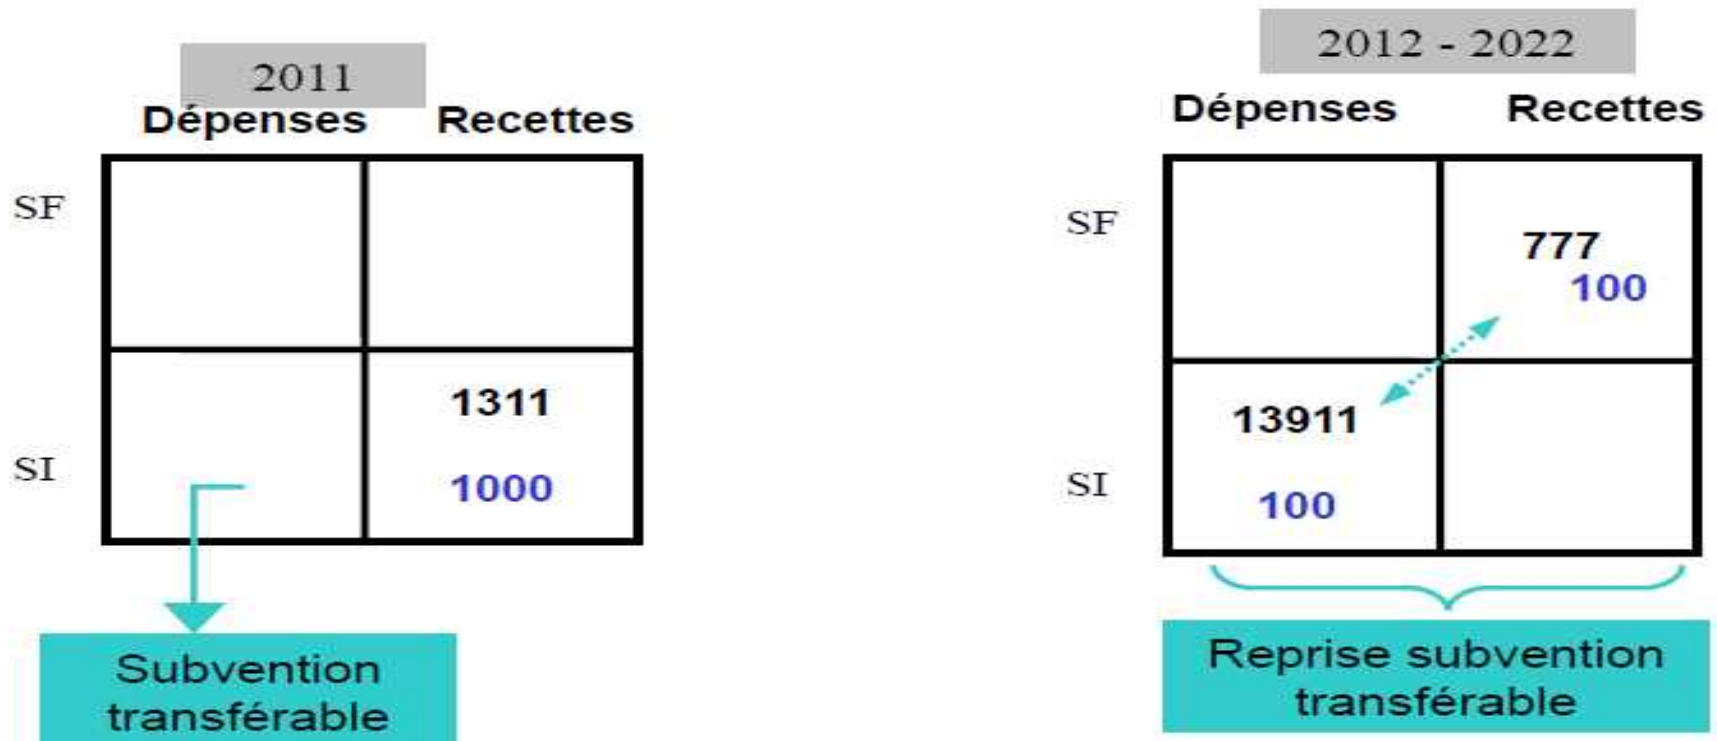 2011
Dépenses Recettes
SF
1311
SI
1000
Subvention
transférable
2012 - 2022
Dépenses Recettes
SF
777
100
13911
SI
100
Reprise subvention
transférable